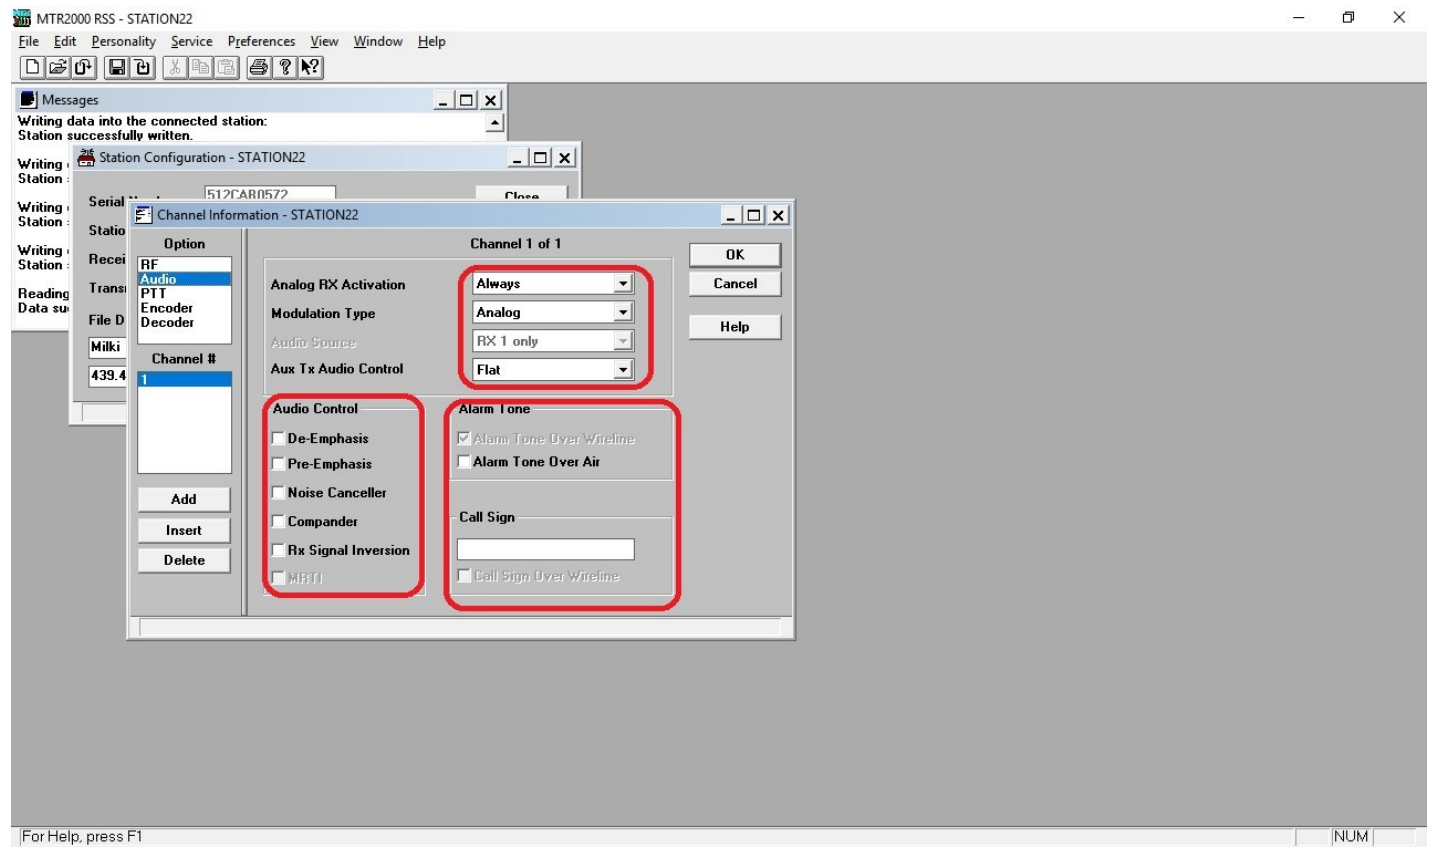 MTR2000 RSS - STATION22
File Edit Personality Service Preferences View Window Help
Messages
Writing data into the connected station:
Station successfully written.
Writing
Station
Writing
Station
Writing
Station
Reading
Data su
Station Configuration - STATION22
Serial
512CAB0572
Close
Statio
Recei
Trans
File D
Milki
439.4
Channel Information - STATION22
Option
RF
Audio
PTT
Encoder
Decoder
Channel #
1
Add
Insert
Delete
Channel 1 of 1
Analog RX Activation Always
Modulation Type Analog
Audio Source RX 1 only
Aux Tx Audio Control Flat
Audio Control
De-Emphasis
Pre-Emphasis
Noise Canceller
Compander
Rx Signal Inversion
MRTI
Alarm Tone
Alarm Tone Over Wireline
Alarm Tone Over Air
Call Sign
Call Sign Over Wireline
OK
Cancel
Help
For Help, press F1
NUM